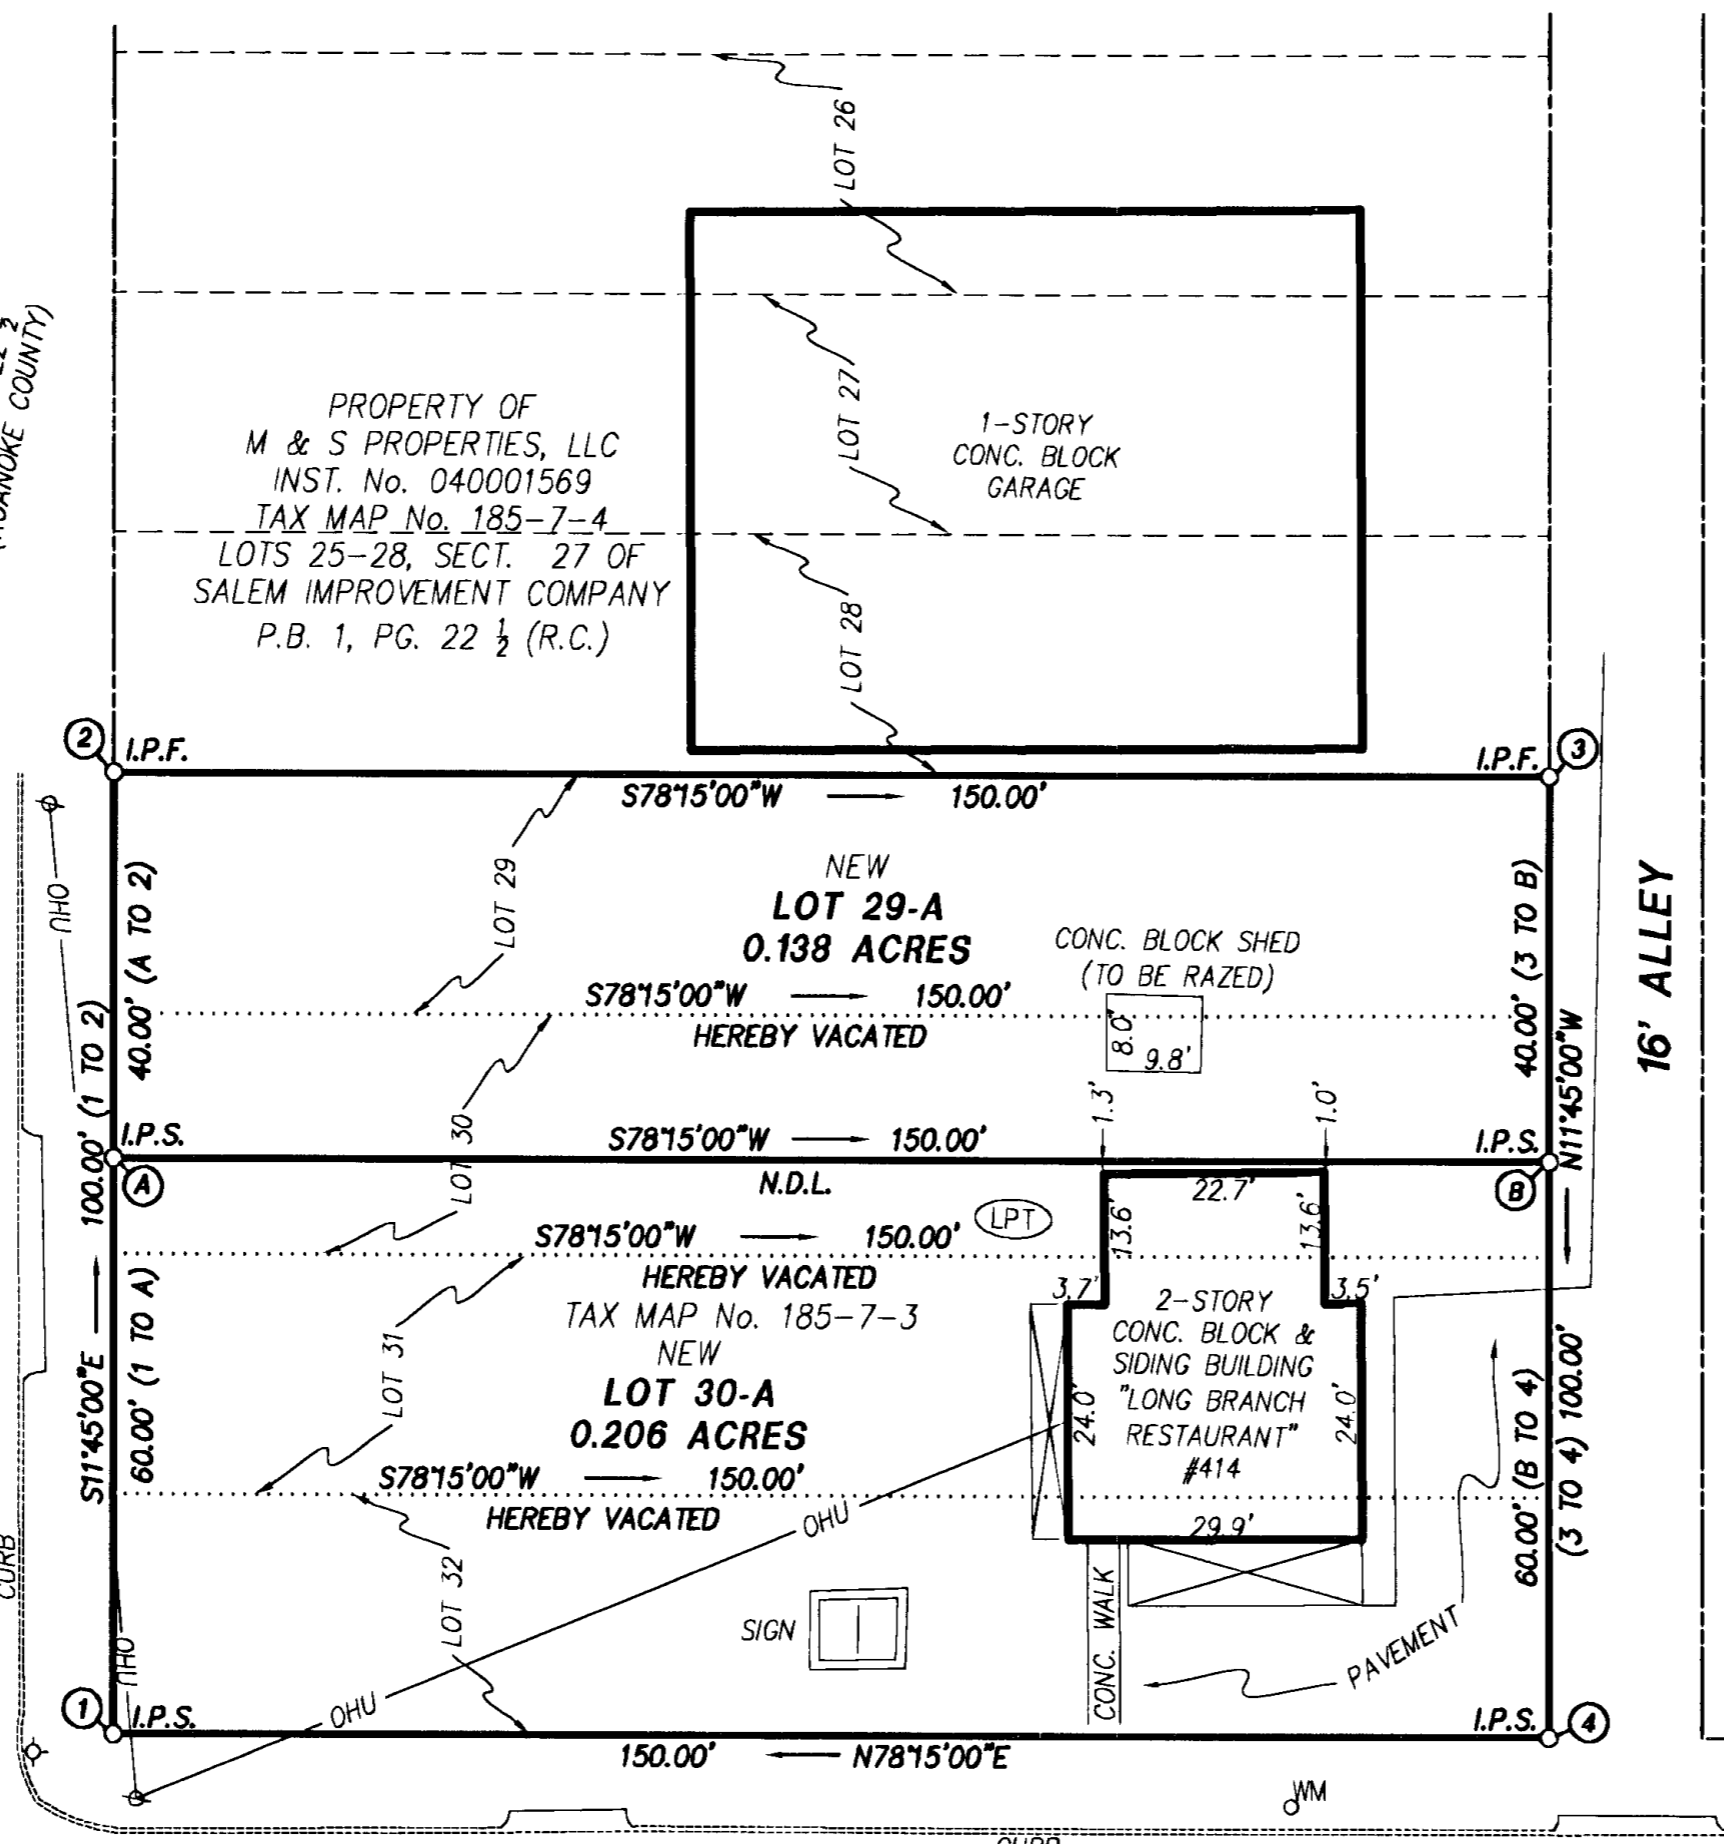 LOT 26
22 ½
(ROANOKE COUNTY)
PROPERTY OF
M & S PROPERTIES, LLC
INST. No. 040001569
TAX MAP No. 185-7-4
LOTS 25-28, SECT. 27 OF
SALEM IMPROVEMENT COMPANY
P.B. 1, PG. 22 ½ (R.C.)
LOT 27
1-STORY
CONC. BLOCK
GARAGE
LOT 28
2
I.P.F.
I.P.F.
3
S78°15'00"W 150.00'
OHU
40.00' (A TO 2)
LOT 29
NEW
LOT 29-A
0.138 ACRES
CONC. BLOCK SHED
(TO BE RAZED)
8.0'
9.8'
40.00' (3 TO B)
16' ALLEY
S78°15'00"W 150.00'
HEREBY VACATED
S11°45'00"E 100.00' (1 TO 2)
N11°45'00"W
(3 TO 4) 100.00'
LOT 30
1.3'
1.0'
I.P.S.
S78°15'00"W 150.00'
I.P.S.
A
N.D.L.
B
22.7'
LPT
13.6'
13.6'
S78°15'00"W 150.00'
HEREBY VACATED
3.7'
3.5'
TAX MAP No. 185-7-3
NEW
LOT 30-A
0.206 ACRES
LOT 31
60.00' (1 TO A)
2-STORY
CONC. BLOCK &
SIDING BUILDING
"LONG BRANCH
RESTAURANT"
#414
24.0'
24.0'
60.00' (B TO 4)
S78°15'00"W 150.00'
HEREBY VACATED
OHU
29.9'
CURB
LOT 32
SIGN
CONC. WALK
PAVEMENT
OHU
OHU
1
I.P.S.
I.P.S.
4
150.00' N78°15'00"E
WM
CURB